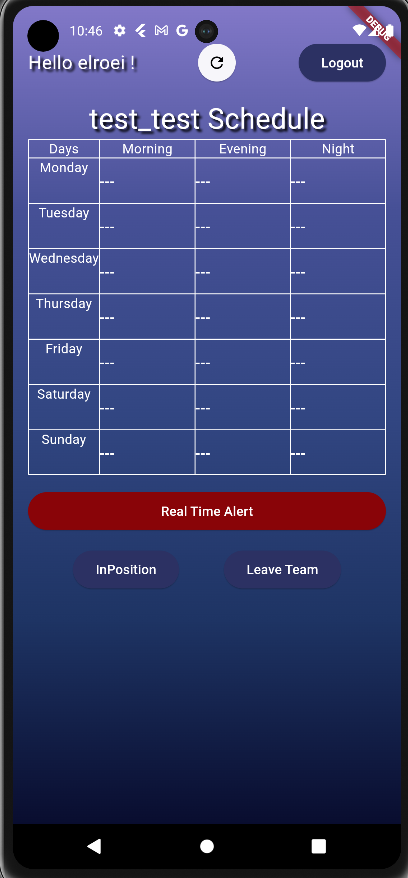 10:46
DEBUG
Hello elroei !
Logout
test_test Schedule
Days Morning Evening Night
Monday --- --- ---
Tuesday --- --- ---
Wednesday --- --- ---
Thursday --- --- ---
Friday --- --- ---
Saturday --- --- ---
Sunday --- --- ---
Real Time Alert
InPosition
Leave Team